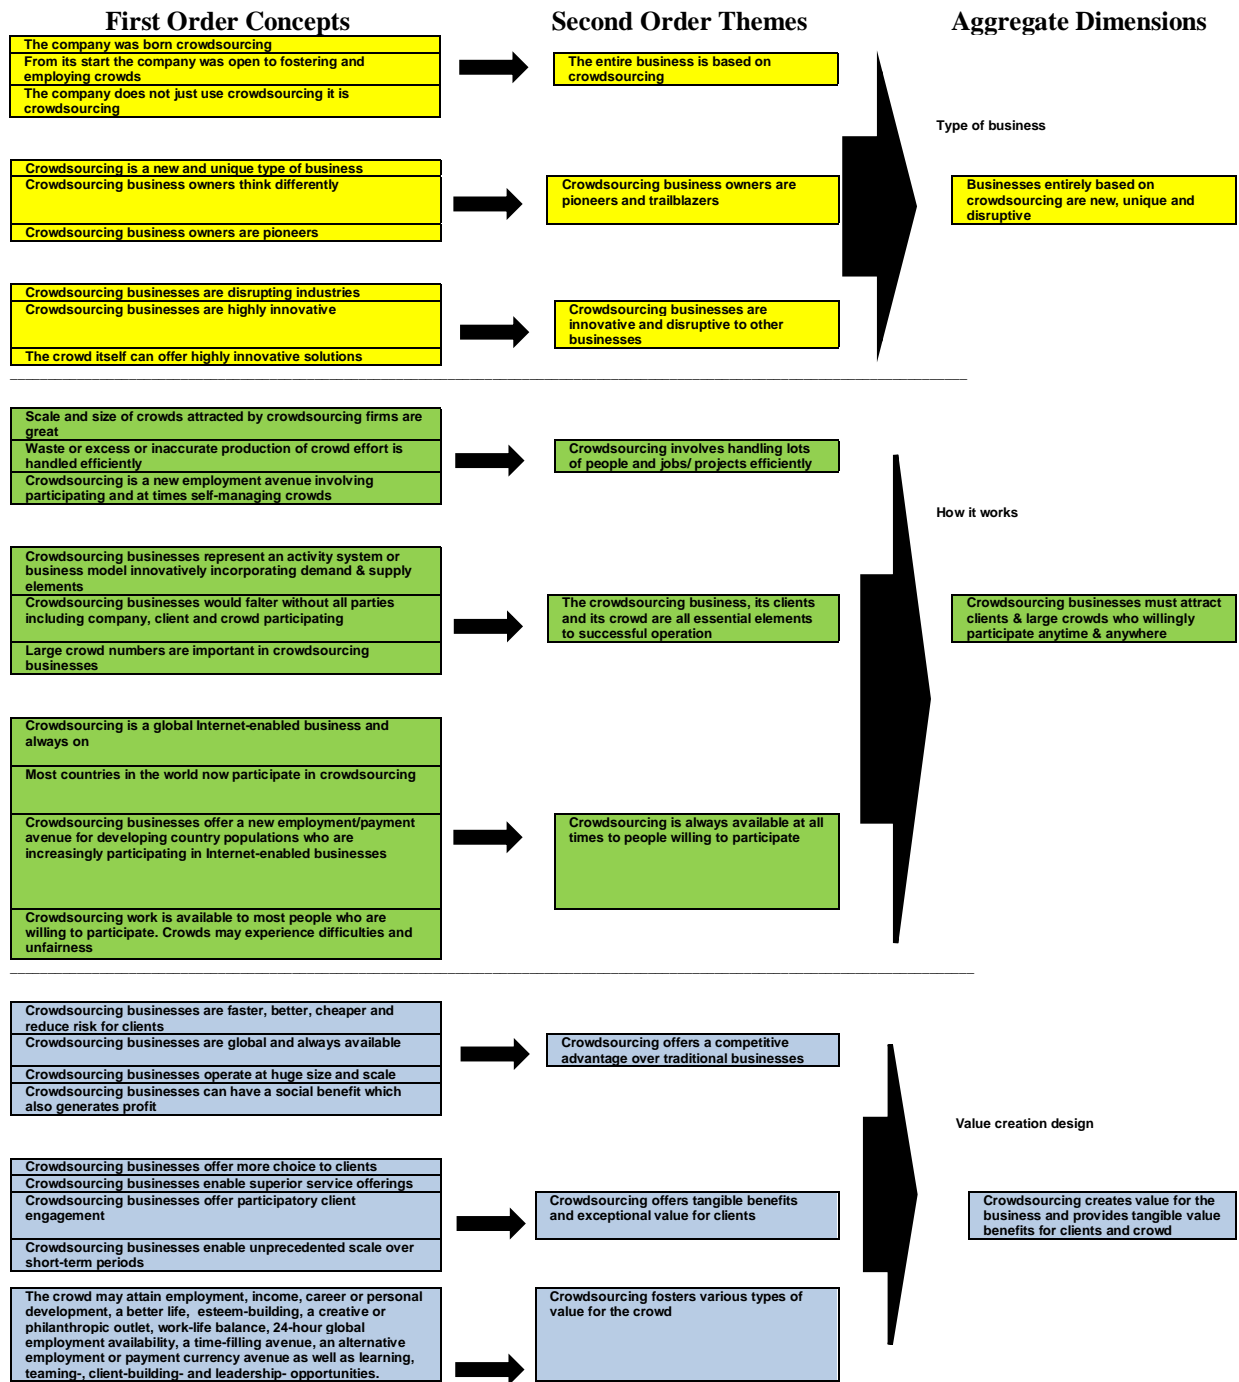 First Order Concepts
Second Order Themes
Aggregate Dimensions
The company was born crowdsourcing
From its start the company was open to fostering and
employing crowds
The company does not just use crowdsourcing it is
crowdsourcing
The entire business is based on
crowdsourcing
Type of business
Crowdsourcing is a new and unique type of business
Crowdsourcing business owners think differently
Crowdsourcing business owners are pioneers
Crowdsourcing business owners are
pioneers and trailblazers
Businesses entirely based on
crowdsourcing are new, unique and
disruptive
Crowdsourcing businesses are disrupting industries
Crowdsourcing businesses are highly innovative
The crowd itself can offer highly innovative solutions
Crowdsourcing businesses are
innovative and disruptive to other
businesses
Scale and size of crowds attracted by crowdsourcing firms are
great
Waste or excess or inaccurate production of crowd effort is
handled efficiently
Crowdsourcing is a new employment avenue involving
participating and at times self-managing crowds
Crowdsourcing involves handling lots
of people and jobs/ projects efficiently
How it works
Crowdsourcing businesses represent an activity system or
business model innovatively incorporating demand & supply
elements
Crowdsourcing businesses would falter without all parties
including company, client and crowd participating
Large crowd numbers are important in crowdsourcing
businesses
The crowdsourcing business, its clients
and its crowd are all essential elements
to successful operation
Crowdsourcing businesses must attract
clients & large crowds who willingly
participate anytime & anywhere
Crowdsourcing is a global Internet-enabled business and
always on
Most countries in the world now participate in crowdsourcing
Crowdsourcing businesses offer a new employment/payment
avenue for developing country populations who are
increasingly participating in Internet-enabled businesses
Crowdsourcing work is available to most people who are
willing to participate. Crowds may experience difficulties and
unfairness
Crowdsourcing is always available at all
times to people willing to participate
Crowdsourcing businesses are faster, better, cheaper and
reduce risk for clients
Crowdsourcing businesses are global and always available
Crowdsourcing businesses operate at huge size and scale
Crowdsourcing businesses can have a social benefit which
also generates profit
Crowdsourcing offers a competitive
advantage over traditional businesses
Value creation design
Crowdsourcing businesses offer more choice to clients
Crowdsourcing businesses enable superior service offerings
Crowdsourcing businesses offer participatory client
engagement
Crowdsourcing businesses enable unprecedented scale over
short-term periods
Crowdsourcing offers tangible benefits
and exceptional value for clients
Crowdsourcing creates value for the
business and provides tangible value
benefits for clients and crowd
The crowd may attain employment, income, career or personal
development, a better life, esteem-building, a creative or
philanthropic outlet, work-life balance, 24-hour global
employment availability, a time-filling avenue, an alternative
employment or payment currency avenue as well as learning,
teaming-, client-building- and leadership- opportunities.
Crowdsourcing fosters various types of
value for the crowd